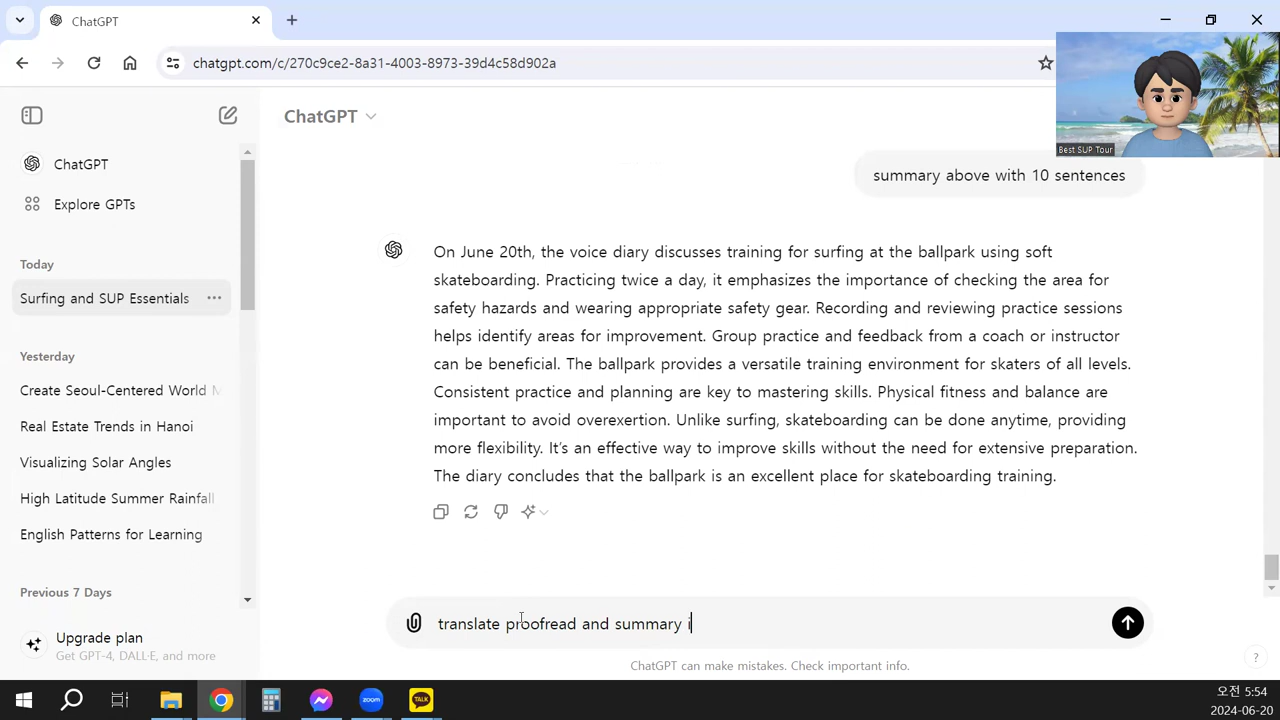 ChatGPT
chatgpt.com/c/270c9ce2-8a31-4003-8973-39d4c58d902a
Best SUP Tour
ChatGPT
ChatGPT
Explore GPTs
Today
Surfing and SUP Essentials
Yesterday
Create Seoul-Centered World M
Real Estate Trends in Hanoi
Visualizing Solar Angles
High Latitude Summer Rainfall
English Patterns for Learning
Previous 7 Days
Upgrade plan
Get GPT-4, DALL·E, and more
summary above with 10 sentences
On June 20th, the voice diary discusses training for surfing at the ballpark using soft
skateboarding. Practicing twice a day, it emphasizes the importance of checking the area for
safety hazards and wearing appropriate safety gear. Recording and reviewing practice sessions
helps identify areas for improvement. Group practice and feedback from a coach or instructor
can be beneficial. The ballpark provides a versatile training environment for skaters of all levels.
Consistent practice and planning are key to mastering skills. Physical fitness and balance are
important to avoid overexertion. Unlike surfing, skateboarding can be done anytime, providing
more flexibility. It's an effective way to improve skills without the need for extensive preparation.
The diary concludes that the ballpark is an excellent place for skateboarding training.
translate proofread and summary i
ChatGPT can make mistakes. Check important info.
?
zoom
TALK
오전 5:54
2024-06-20